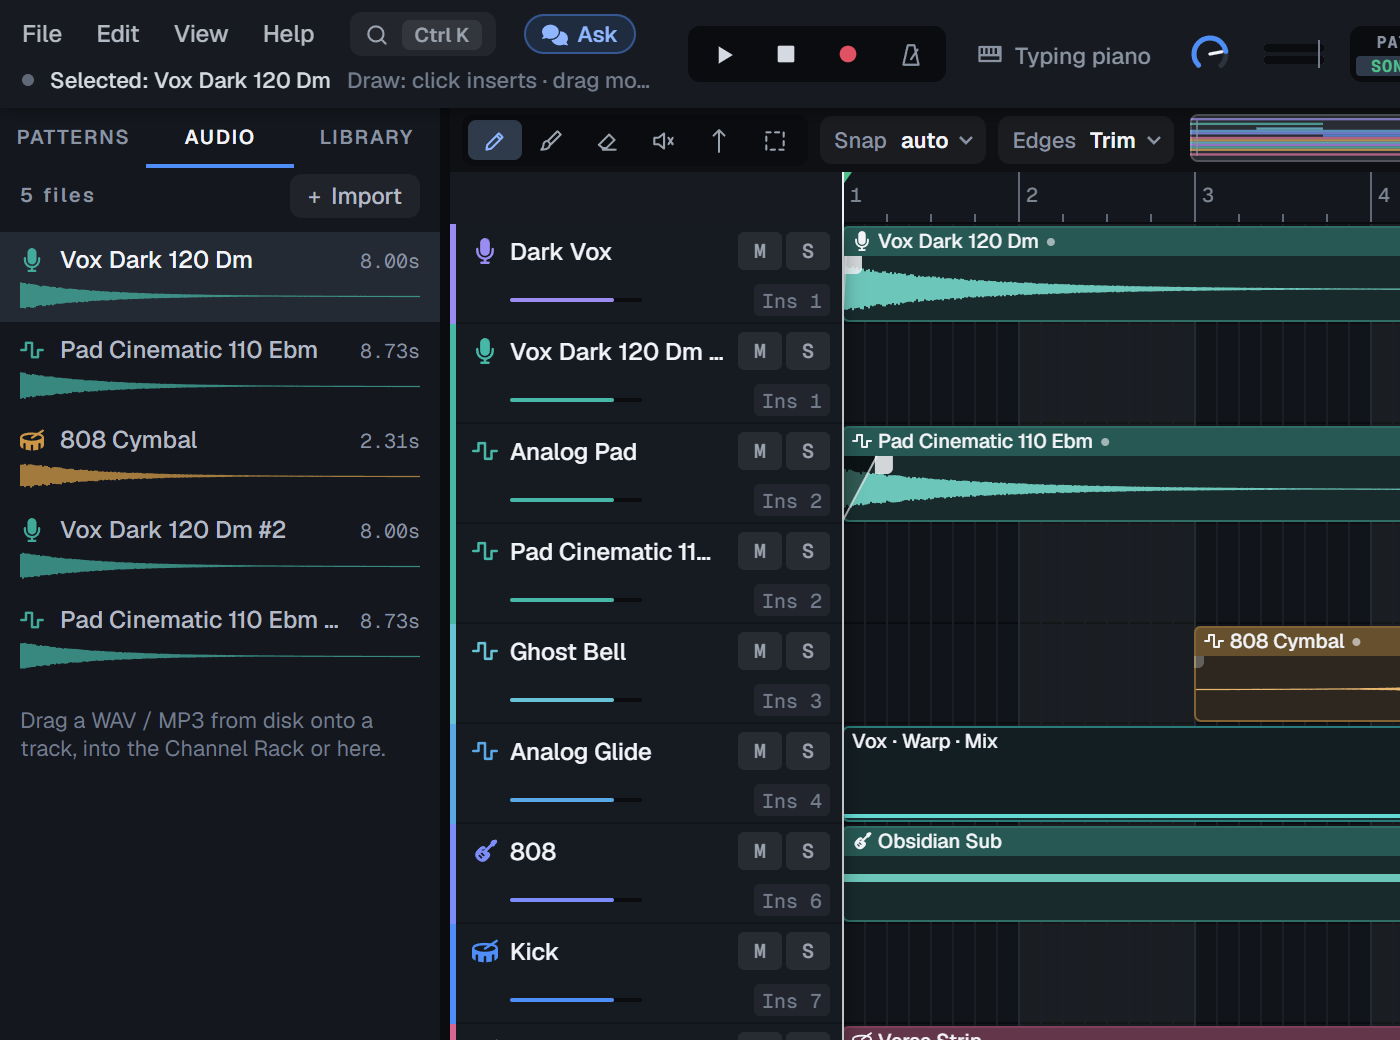 File Edit View Help Ctrl K Ask
Selected: Vox Dark 120 Dm Draw: click inserts · drag mo...
Typing piano
SON
PATTERNS AUDIO LIBRARY
5 files + Import
Vox Dark 120 Dm 8.00s
Pad Cinematic 110 Ebm 8.73s
808 Cymbal 2.31s
Vox Dark 120 Dm #2 8.00s
Pad Cinematic 110 Ebm ... 8.73s
Drag a WAV / MP3 from disk onto a
track, into the Channel Rack or here.
Snap auto Edges Trim
1 2 3 4
Dark Vox M S
Ins 1
Vox Dark 120 Dm ... M S
Ins 1
Analog Pad M S
Ins 2
Pad Cinematic 11... M S
Ins 2
Ghost Bell M S
Ins 3
Analog Glide M S
Ins 4
808 M S
Ins 6
Kick M S
Ins 7
Vox Dark 120 Dm
Pad Cinematic 110 Ebm
808 Cymbal
Vox · Warp · Mix
Obsidian Sub
Verse Strip